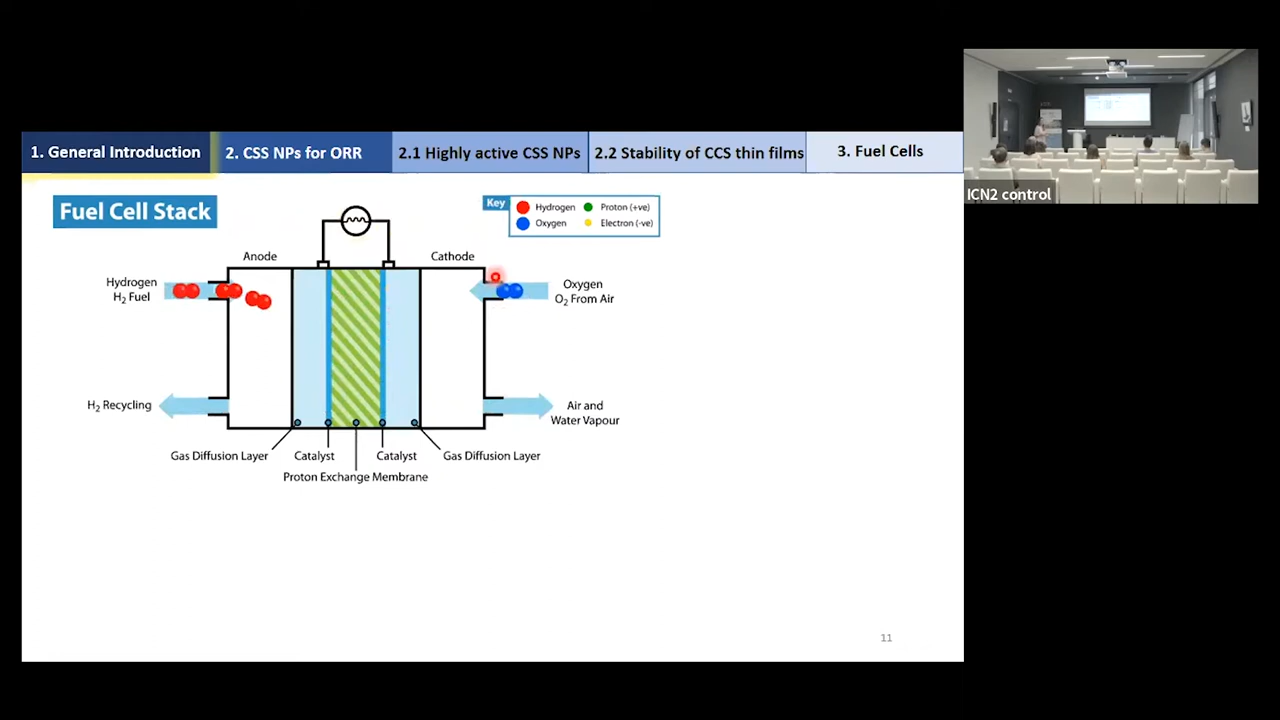 1. General Introduction
2. CSS NPs for ORR
2.1 Highly active CSS NPs
2.2 Stability of CCS thin films
3. Fuel Cells
ICN2 control
Fuel Cell Stack
Key
Hydrogen
Proton (+ve)
Oxygen
Electron (-ve)
Anode
Cathode
Hydrogen
H₂ Fuel
Oxygen
O₂ From Air
H₂ Recycling
Air and
Water Vapour
Gas Diffusion Layer
Catalyst
Catalyst
Gas Diffusion Layer
Proton Exchange Membrane
11